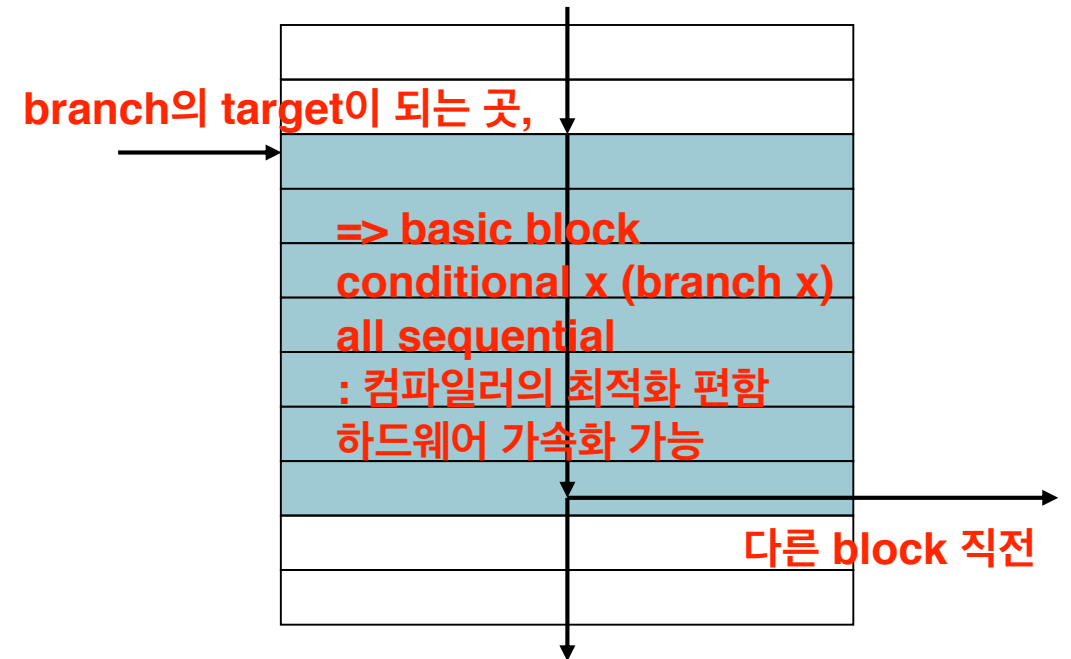 branch의 target이 되는 곳,
=> basic block
conditional x (branch x)
all sequential
: 컴파일러의 최적화 편함
하드웨어 가속화 가능
다른 block 직전